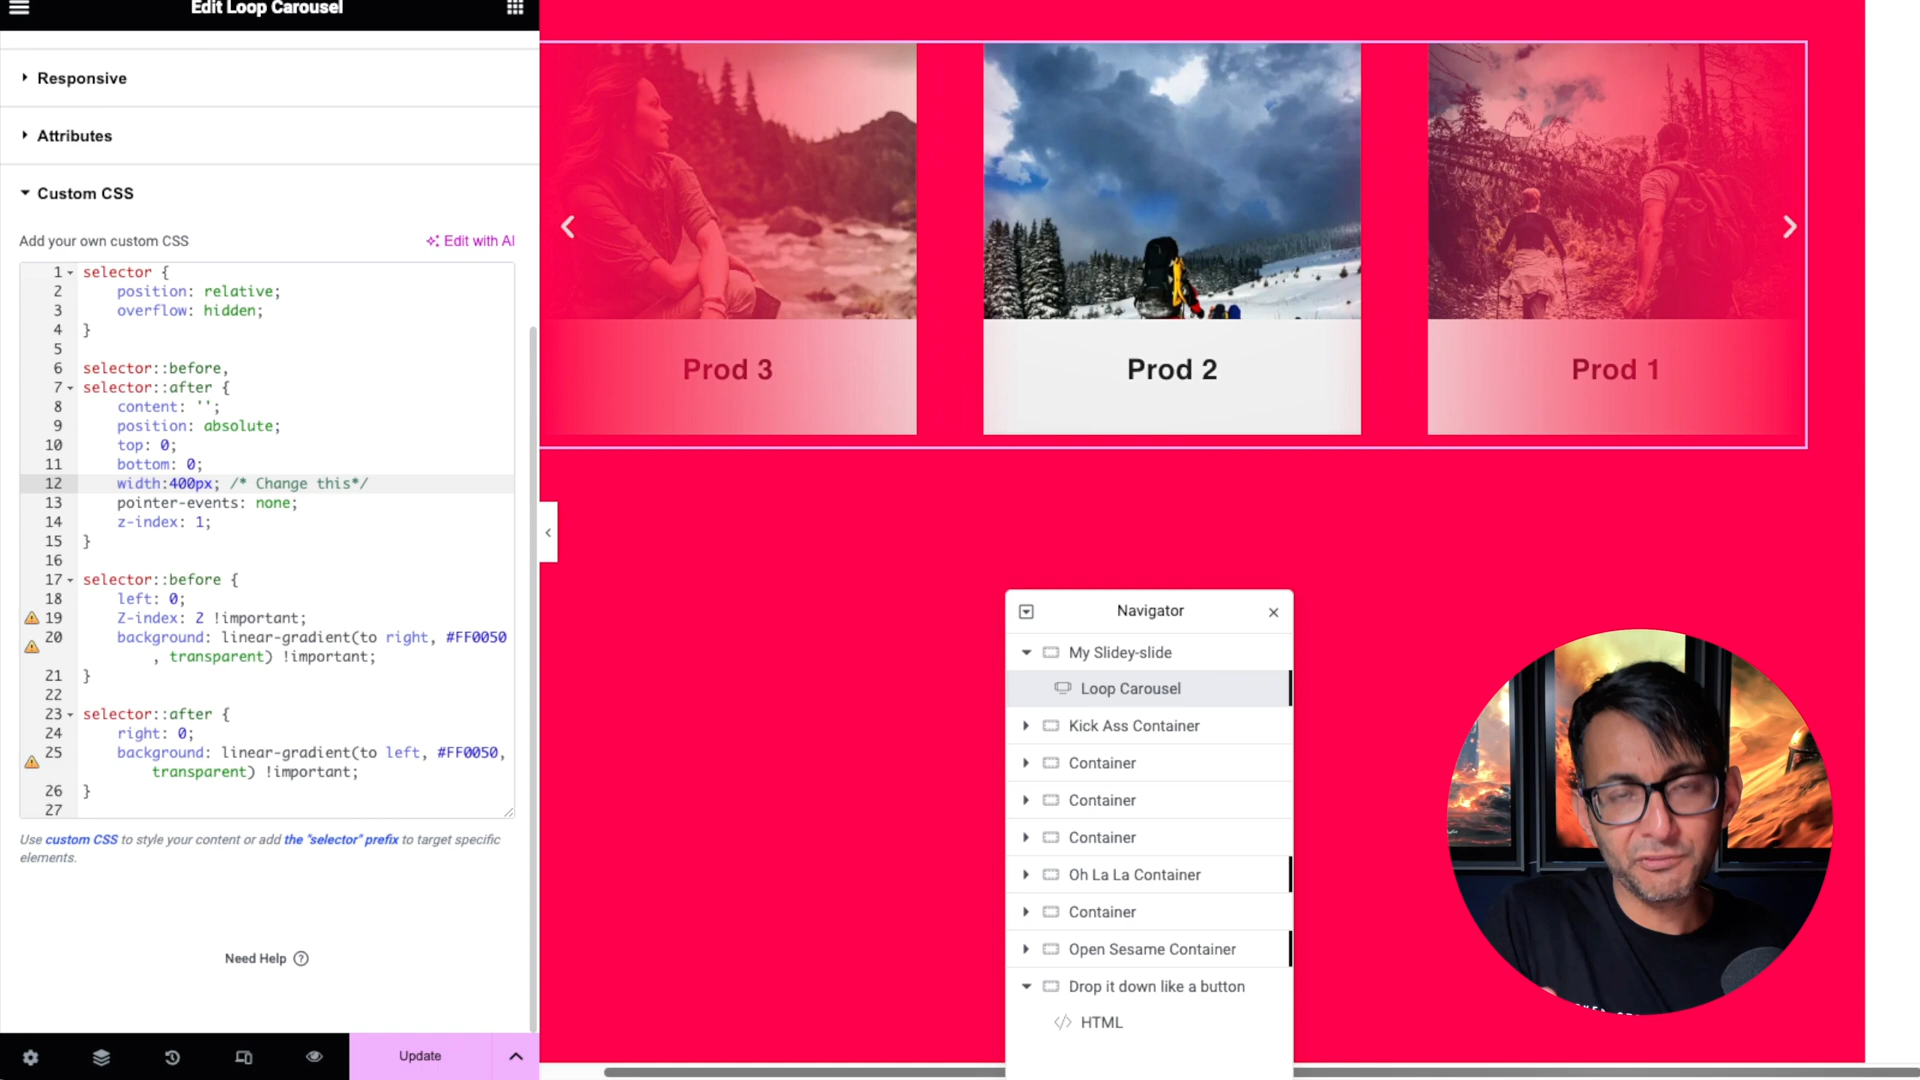 Edit Loop Carousel
Responsive
Attributes
Custom CSS
Add your own custom CSS
Edit with AI
1 selector {
2 position: relative;
3 overflow: hidden;
4 }
5
6 selector::before,
7 selector::after {
8 content: '';
9 position: absolute;
10 top: 0;
11 bottom: 0;
12 width:400px; /* Change this*/
13 pointer-events: none;
14 z-index: 1;
15 }
16
17 selector::before {
18 left: 0;
19 Z-index: 2 !important;
20 background: linear-gradient(to right, #FF0050
, transparent) !important;
21 }
22
23 selector::after {
24 right: 0;
25 background: linear-gradient(to left, #FF0050,
transparent) !important;
26 }
27
Use custom CSS to style your content or add the "selector" prefix to target specific
elements.
Need Help ?
Update
Prod 3
Prod 2
Prod 1
Navigator
My Slidey-slide
Loop Carousel
Kick Ass Container
Container
Container
Container
Oh La La Container
Container
Open Sesame Container
Drop it down like a button
HTML